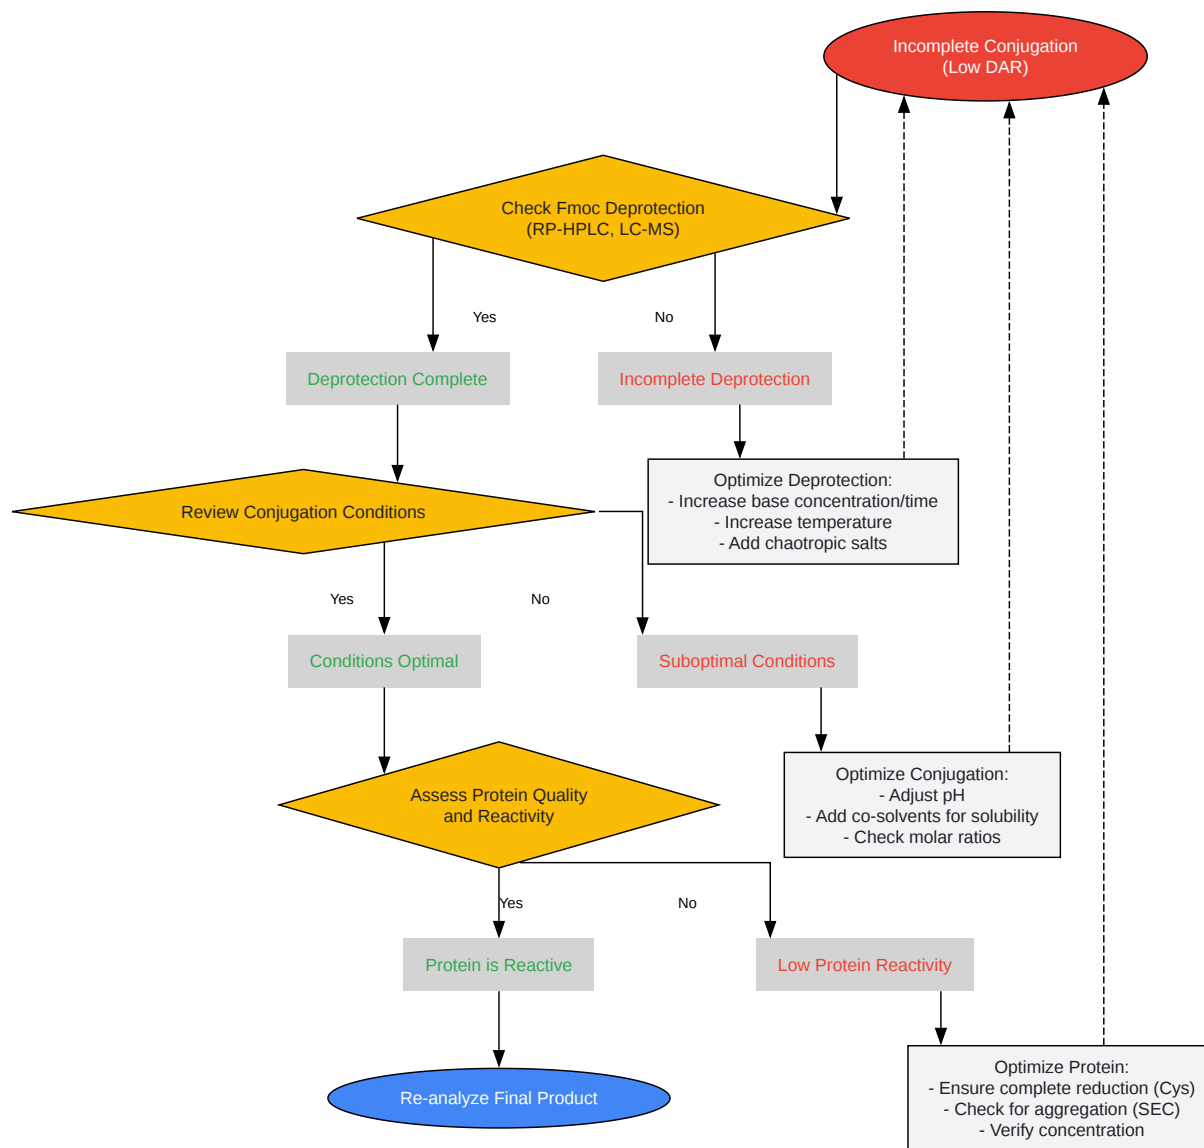 Incomplete Conjugation
(Low DAR)
Check Fmoc Deprotection
(RP-HPLC, LC-MS)
Yes
No
Deprotection Complete
Incomplete Deprotection
Optimize Deprotection:
- Increase base concentration/time
- Increase temperature
- Add chaotropic salts
Review Conjugation Conditions
Yes
No
Conditions Optimal
Suboptimal Conditions
Optimize Conjugation:
- Adjust pH
- Add co-solvents for solubility
- Check molar ratios
Assess Protein Quality
and Reactivity
Yes
No
Protein is Reactive
Low Protein Reactivity
Optimize Protein:
- Ensure complete reduction (Cys)
- Check for aggregation (SEC)
- Verify concentration
Re-analyze Final Product